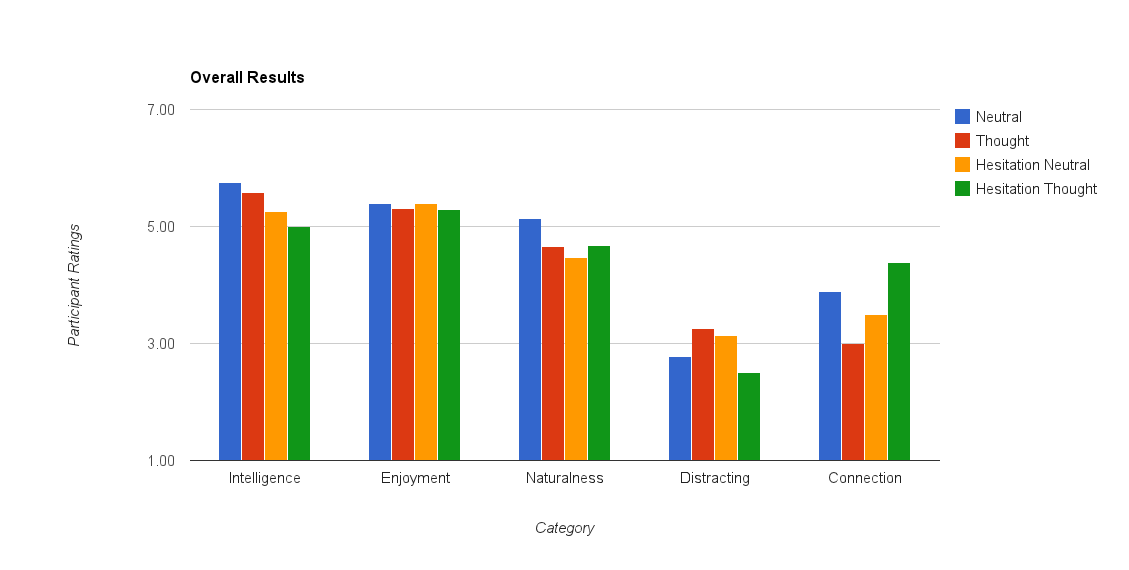 Overall Results
7.00
5.00
3.00
1.00
Participant Ratings
Neutral
Thought
Hesitation Neutral
Hesitation Thought
Intelligence
Enjoyment
Naturalness
Distracting
Connection
Category